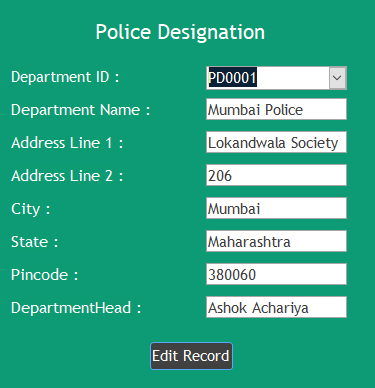 Police Designation
Department ID : PD0001
Department Name : Mumbai Police
Address Line 1 : Lokandwala Society
Address Line 2 : 206
City : Mumbai
State : Maharashtra
Pincode : 380060
DepartmentHead : Ashok Achariya
Edit Record